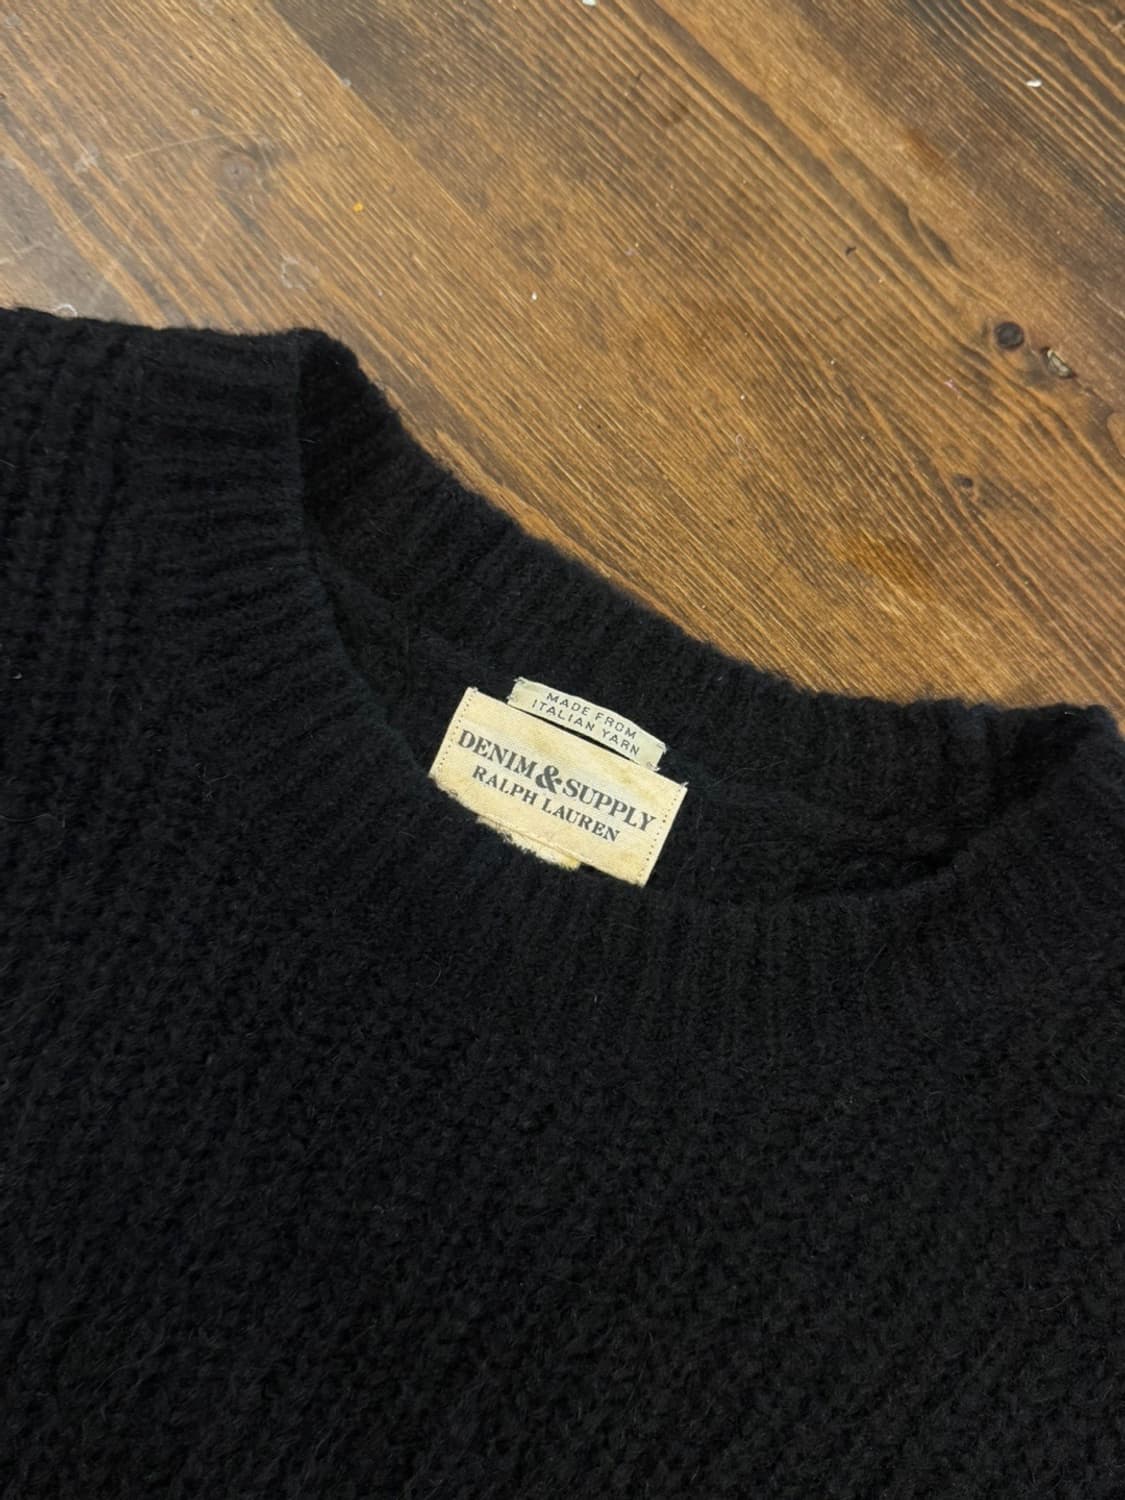 MADE FROM
ITALIAN YARN
DENIM & SUPPLY
RALPH LAUREN